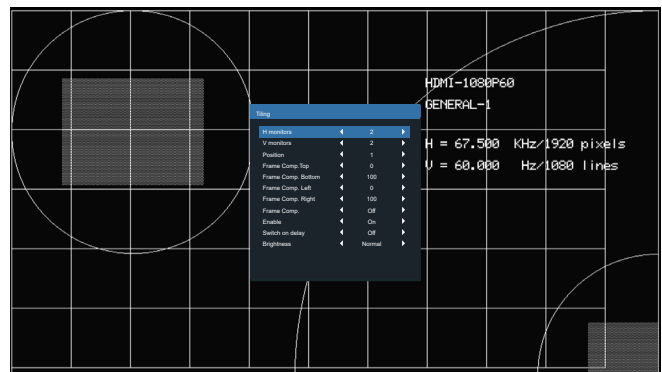 HDMI-1080P60
GENERAL-1
H = 67.500 KHz/1920 pixels
V = 60.000 Hz/1080 lines
Tiling
H monitors 2
V monitors 2
Position 1
Frame Comp.Top 0
Frame Comp. Bottom 100
Frame Comp. Left 0
Frame Comp. Right 100
Frame Comp. Off
Enable On
Switch on delay Off
Brightness Normal